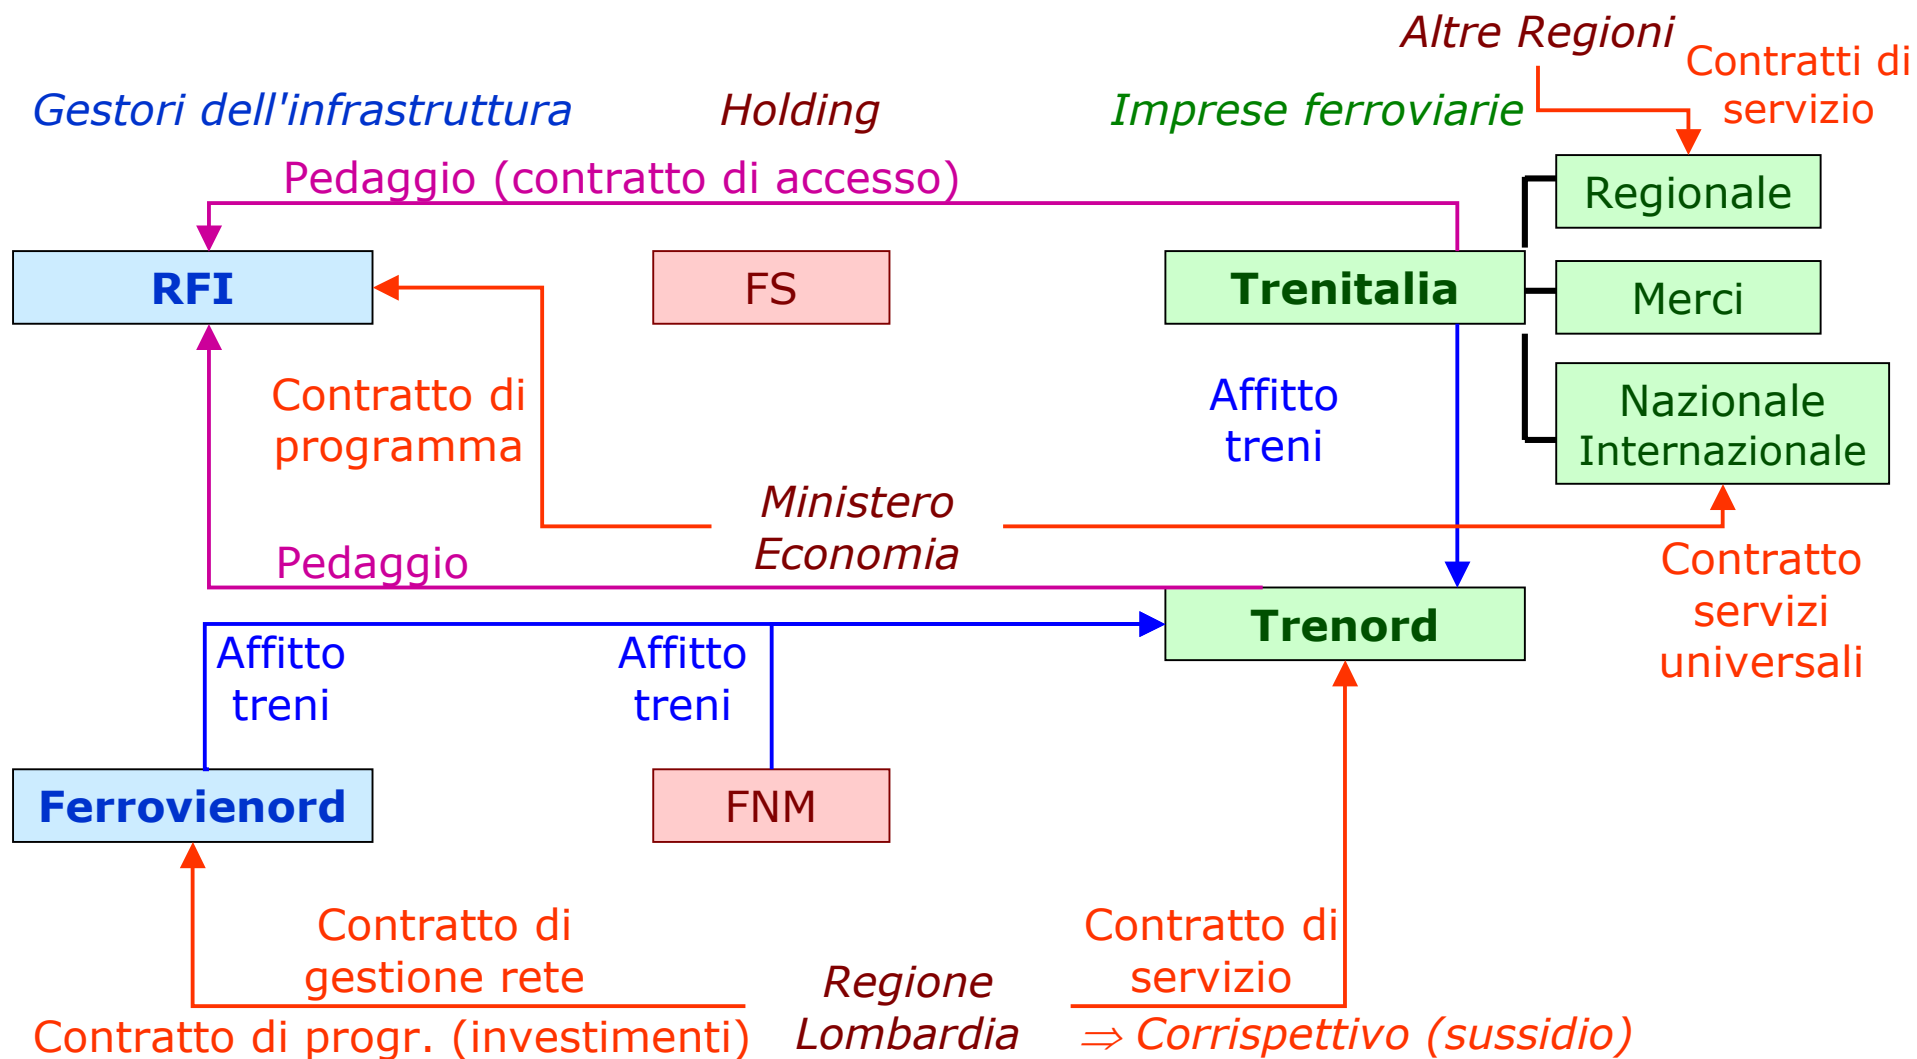 Altre Regioni
Contratti di
servizio
Gestori dell'infrastruttura
Holding
Imprese ferroviarie
Pedaggio (contratto di accesso)
Regionale
RFI
FS
Trenitalia
Merci
Contratto di
programma
Affitto
treni
Nazionale
Internazionale
Ministero
Economia
Pedaggio
Contratto
servizi
universali
Trenord
Affitto
treni
Affitto
treni
Ferrovienord
FNM
Contratto di
gestione rete
Contratto di
servizio
Regione
Lombardia
Contratto di progr. (investimenti)
⇒ Corrispettivo (sussidio)